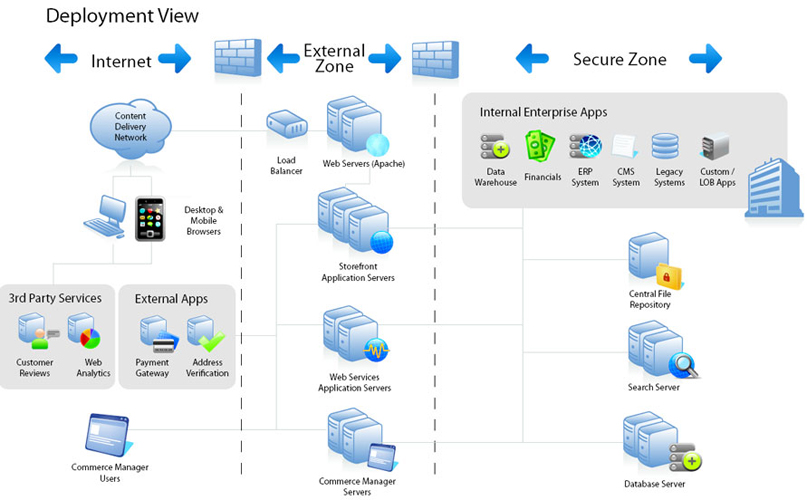 Deployment View
Internet
External
Zone
Secure Zone
Content
Delivery
Network
Load
Balancer
Web Servers (Apache)
Internal Enterprise Apps
Data
Warehouse
Financials
ERP
System
CMS
System
Legacy
Systems
Custom /
LOB Apps
Desktop &
Mobile
Browsers
Storefront
Application Servers
Central File
Repository
3rd Party Services
Customer
Reviews
Web
Analytics
External Apps
Payment
Gateway
Address
Verification
Web Services
Application Servers
Search Server
Commerce Manager
Users
Commerce Manager
Servers
Database Server